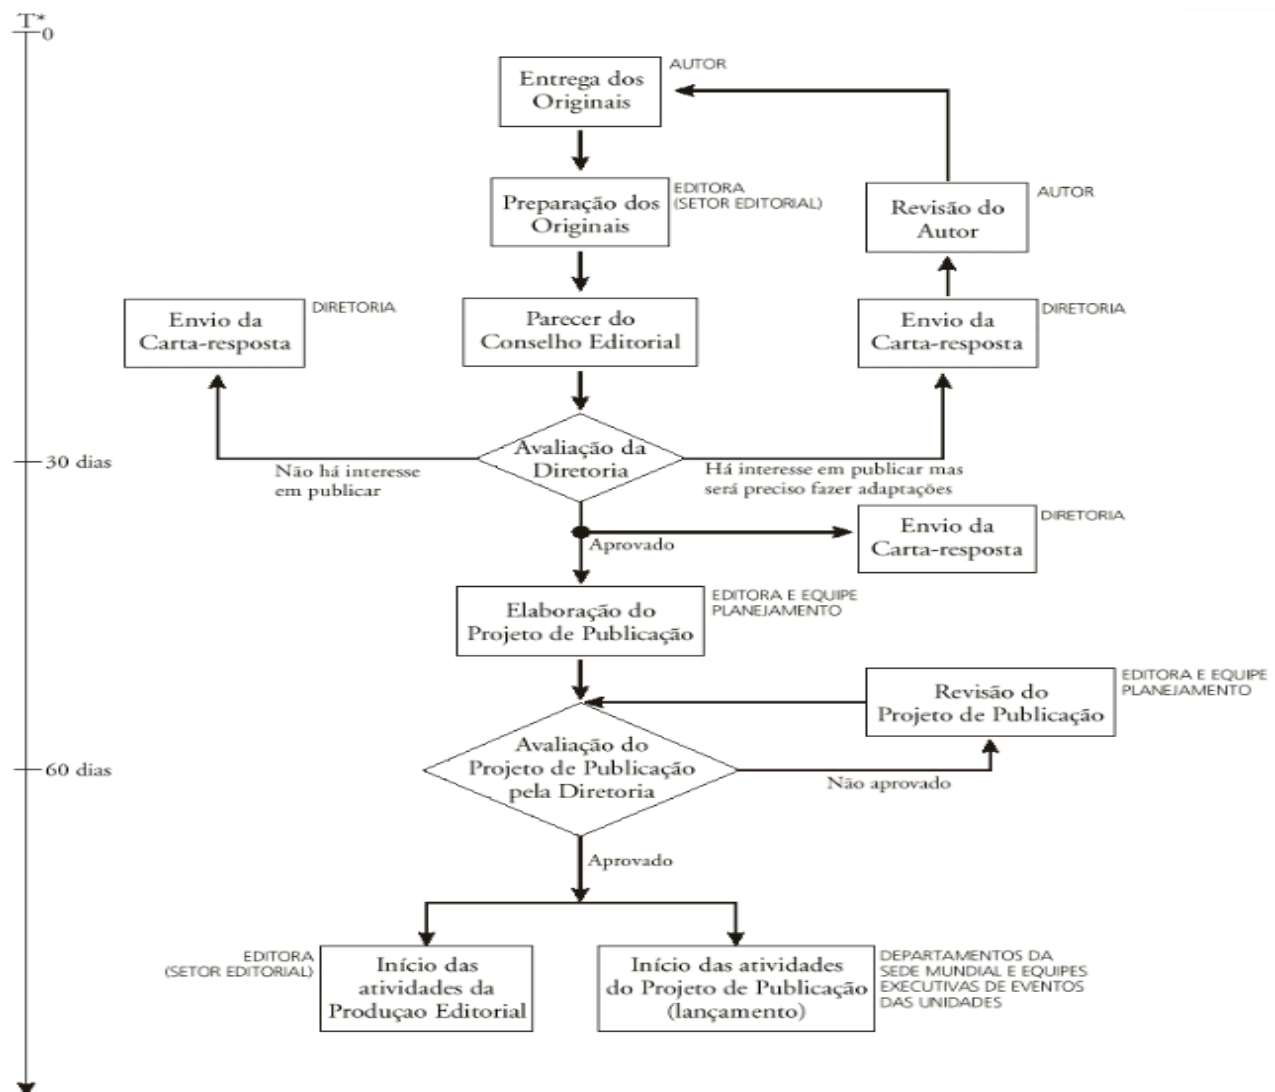 T*
0
Entrega dos
Originais
AUTOR
Preparação dos
Originais
EDITORA
(SETOR EDITORIAL)
Revisão do
Autor
AUTOR
Envio da
Carta-resposta
DIRETORIA
Parecer do
Conselho Editorial
Envio da
Carta-resposta
DIRETORIA
30 dias
Avaliação da
Diretoria
Não há interesse
em publicar
Há interesse em publicar mas
será preciso fazer adaptações
Aprovado
Envio da
Carta-resposta
DIRETORIA
Elaboração do
Projeto de Publicação
EDITORA E EQUIPE
PLANEJAMENTO
Revisão do
Projeto de Publicação
EDITORA E EQUIPE
PLANEJAMENTO
60 dias
Avaliação do
Projeto de Publicação
pela Diretoria
Não aprovado
Aprovado
EDITORA
(SETOR EDITORIAL)
Início das
atividades da
Produçao Editorial
Início das atividades
do Projeto de Publicação
(lançamento)
DEPARTAMENTOS DA
SEDE MUNDIAL E EQUIPES
EXECUTIVAS DE EVENTOS
DAS UNIDADES